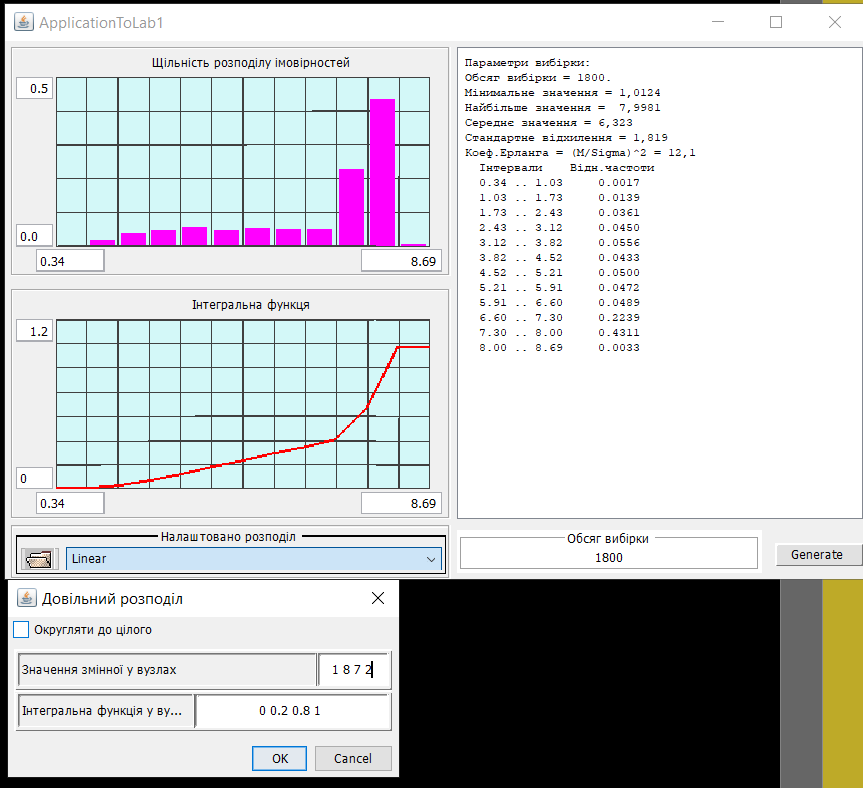 ApplicationToLab1
Щільність розподілу імовірностей
0.5
0.0
0.34
8.69
Інтегральна функція
1.2
0
0.34
8.69
Налаштовано розподіл
Linear
Параметри вибірки:
Обсяг вибірки = 1800.
Мінимальне значення = 1,0124
Найбільше значення =  7,9981
Середнє значення = 6,323
Стандартне відхилення = 1,819
Коеф.Ерланга = (M/Sigma)^2 = 12,1
Інтервали    Відн.частоти
0.34 .. 1.03     0.0017
1.03 .. 1.73     0.0139
1.73 .. 2.43     0.0361
2.43 .. 3.12     0.0450
3.12 .. 3.82     0.0556
3.82 .. 4.52     0.0433
4.52 .. 5.21     0.0500
5.21 .. 5.91     0.0472
5.91 .. 6.60     0.0489
6.60 .. 7.30     0.2239
7.30 .. 8.00     0.4311
8.00 .. 8.69     0.0033
Обсяг вибірки
1800
Generate
Довільний розподіл
Округляти до цілого
Значення змінної у вузлах
1 8 7 2
Інтегральна функція у ву...
0 0.2 0.8 1
OK
Cancel